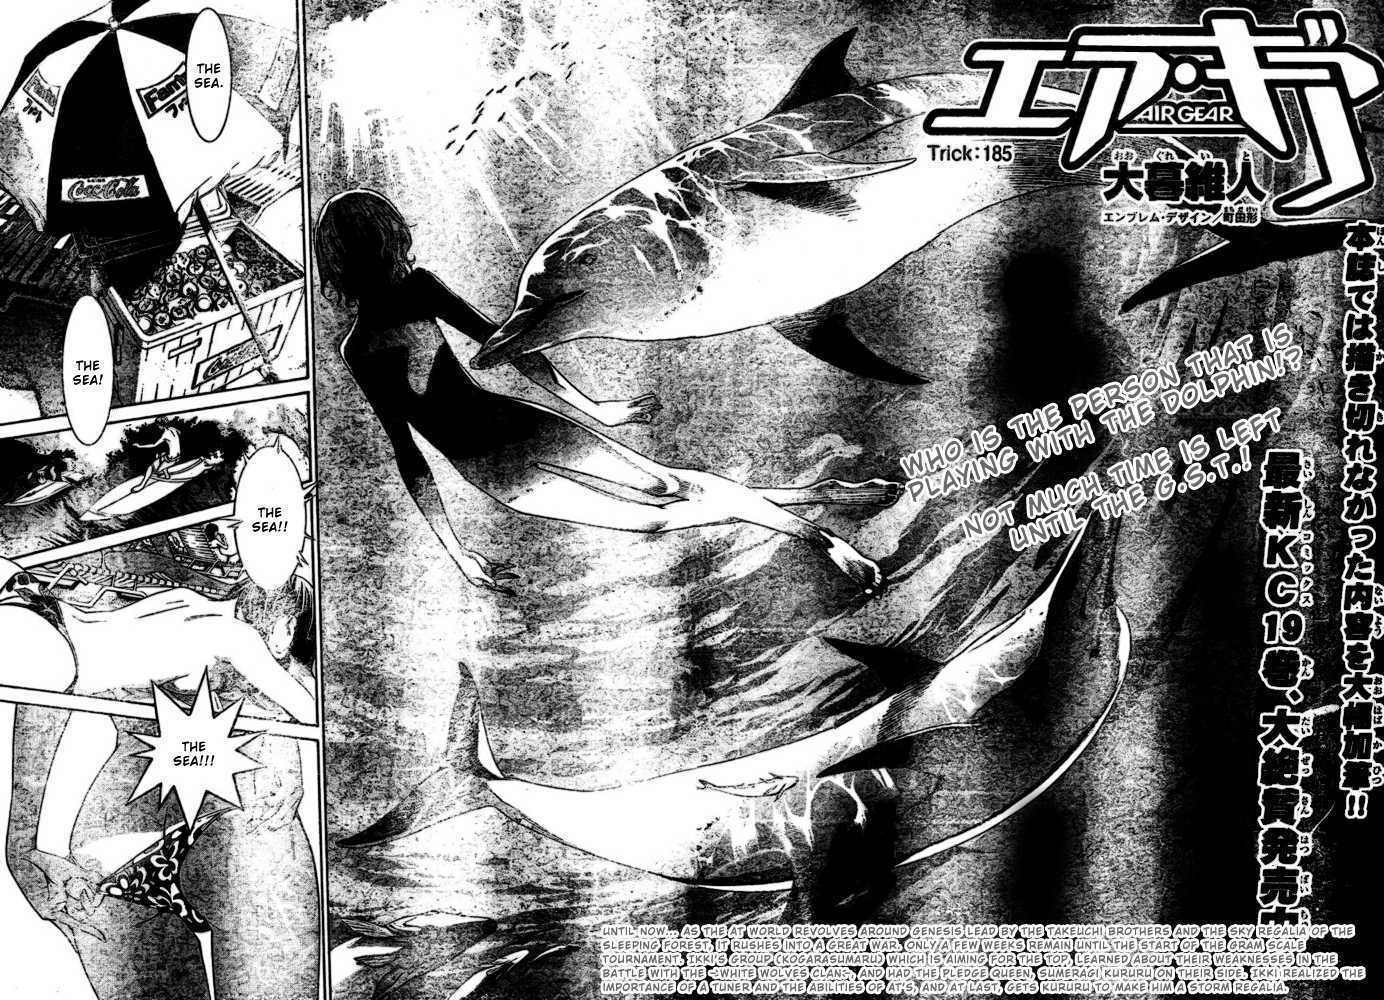 エア・ギア
AIR GEAR
Trick:185
おお ぐれ い と
大暮維人
エンブレム・デザイン/町田形
本誌では描き切れなかった内容を大幅加筆!!
最新KC19巻、大絶賛発売中
WHO IS THE PERSON THAT IS
PLAYING WITH THE DOLPHIN!?
NOT MUCH TIME IS LEFT
UNTIL THE G.S.T.!
THE
SEA.
THE
SEA!
THE
SEA!!
THE
SEA!!!
Coca-Cola
UNTIL NOW... AS THE AT WORLD REVOLVES AROUND GENESIS LEAD BY THE TAKEUCHI BROTHERS AND THE SKY REGALIA OF THE
SLEEPING FOREST, IT RUSHES INTO A GREAT WAR. ONLY A FEW WEEKS REMAIN UNTIL THE START OF THE GRAM SCALE
TOURNAMENT. IKKI'S GROUP (KOGARASUMARU) WHICH IS AIMING FOR THE TOP, LEARNED ABOUT THEIR WEAKNESSES IN THE
BATTLE WITH THE -:WHITE WOLVES CLAN:-, AND HAD THE PLEDGE QUEEN, SUMERAGI KURURU ON THEIR SIDE. IKKI REALIZED THE
IMPORTANCE OF A TUNER AND THE ABILITIES OF AT'S, AND AT LAST, GETS KURURU TO MAKE HIM A STORM REGALIA.